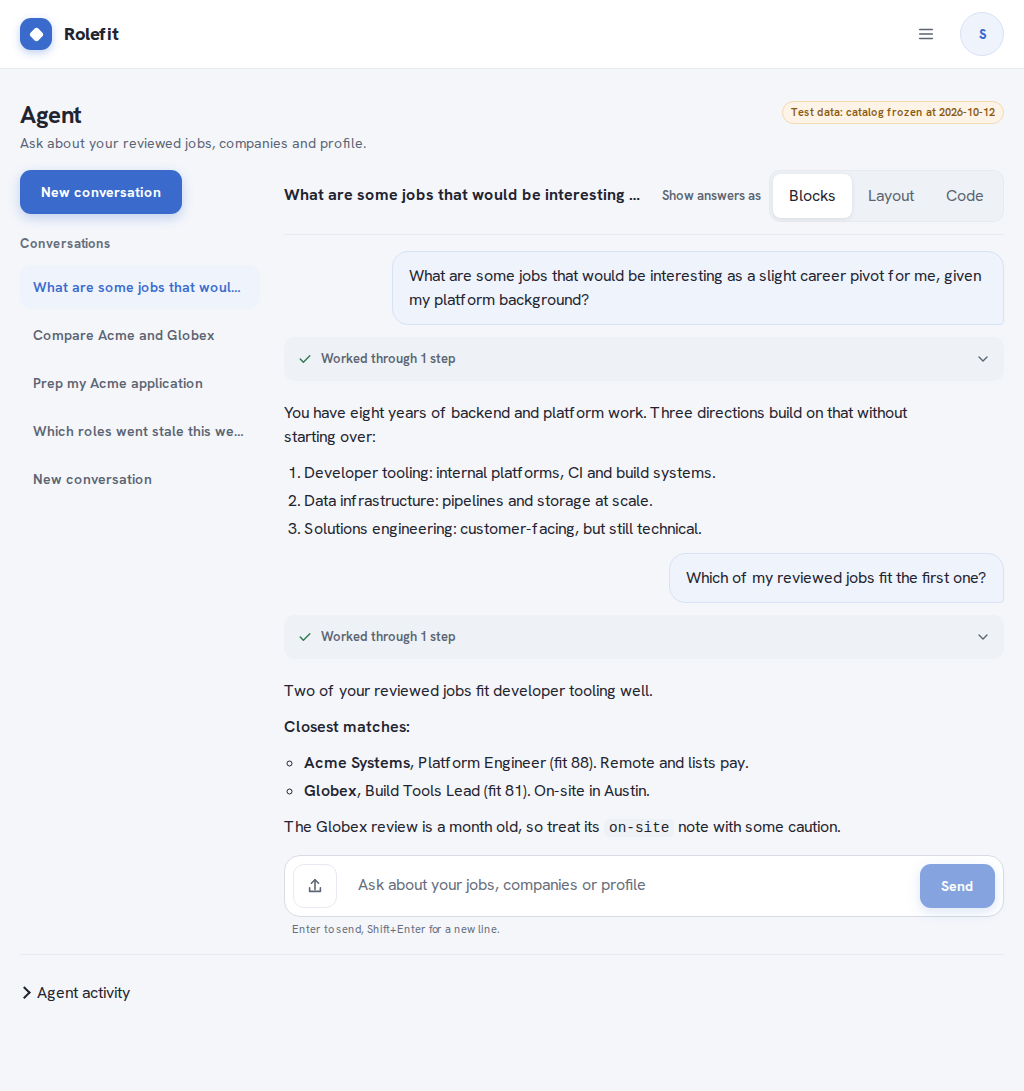 Rolefit
S
Agent
Test data: catalog frozen at 2026-10-12
Ask about your reviewed jobs, companies and profile.
New conversation
Conversations
What are some jobs that woul...
Compare Acme and Globex
Prep my Acme application
Which roles went stale this we...
New conversation
What are some jobs that would be interesting ...
Show answers as
Blocks
Layout
Code
What are some jobs that would be interesting as a slight career pivot for me, given
my platform background?
Worked through 1 step
You have eight years of backend and platform work. Three directions build on that without
starting over:
1. Developer tooling: internal platforms, CI and build systems.
2. Data infrastructure: pipelines and storage at scale.
3. Solutions engineering: customer-facing, but still technical.
Which of my reviewed jobs fit the first one?
Worked through 1 step
Two of your reviewed jobs fit developer tooling well.
Closest matches:
Acme Systems, Platform Engineer (fit 88). Remote and lists pay.
Globex, Build Tools Lead (fit 81). On-site in Austin.
The Globex review is a month old, so treat its on-site note with some caution.
Ask about your jobs, companies or profile
Send
Enter to send, Shift+Enter for a new line.
Agent activity